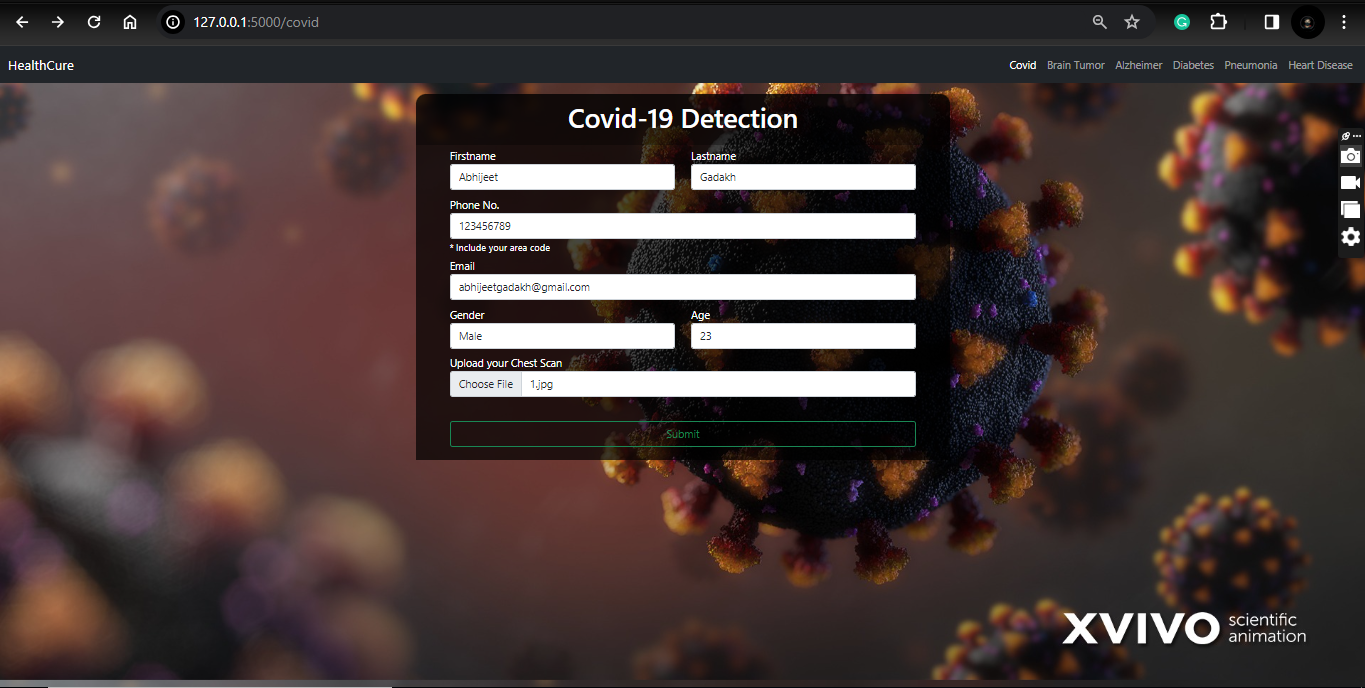 127.0.0.1:5000/covid
HealthCure
Covid Brain Tumor Alzheimer Diabetes Pneumonia Heart Disease
Covid-19 Detection
Firstname Lastname
Abhijeet Gadakh
Phone No.
123456789
* Include your area code
Email
abhijeetgadakh@gmail.com
Gender Age
Male 23
Upload your Chest Scan
Choose File 1.jpg
Submit
XVIVO scientific
animation